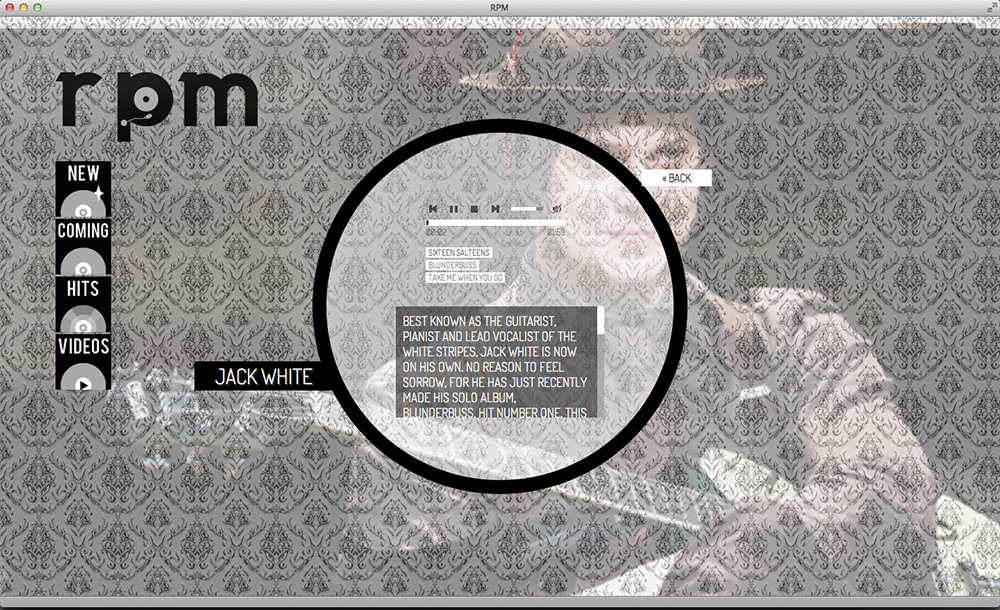 RPM
rpm
NEW
COMING
HITS
VIDEOS
« BACK
00:02 01:59
SIXTEEN SALTEENS
BLUNDERBUSS
TAKE ME WHEN YOU GO
JACK WHITE
BEST KNOWN AS THE GUITARIST,
PIANIST AND LEAD VOCALIST OF THE
WHITE STRIPES, JACK WHITE IS NOW
ON HIS OWN. NO REASON TO FEEL
SORROW, FOR HE HAS JUST RECENTLY
MADE HIS SOLO ALBUM,
BLUNDERBUSS, HIT NUMBER ONE. THIS